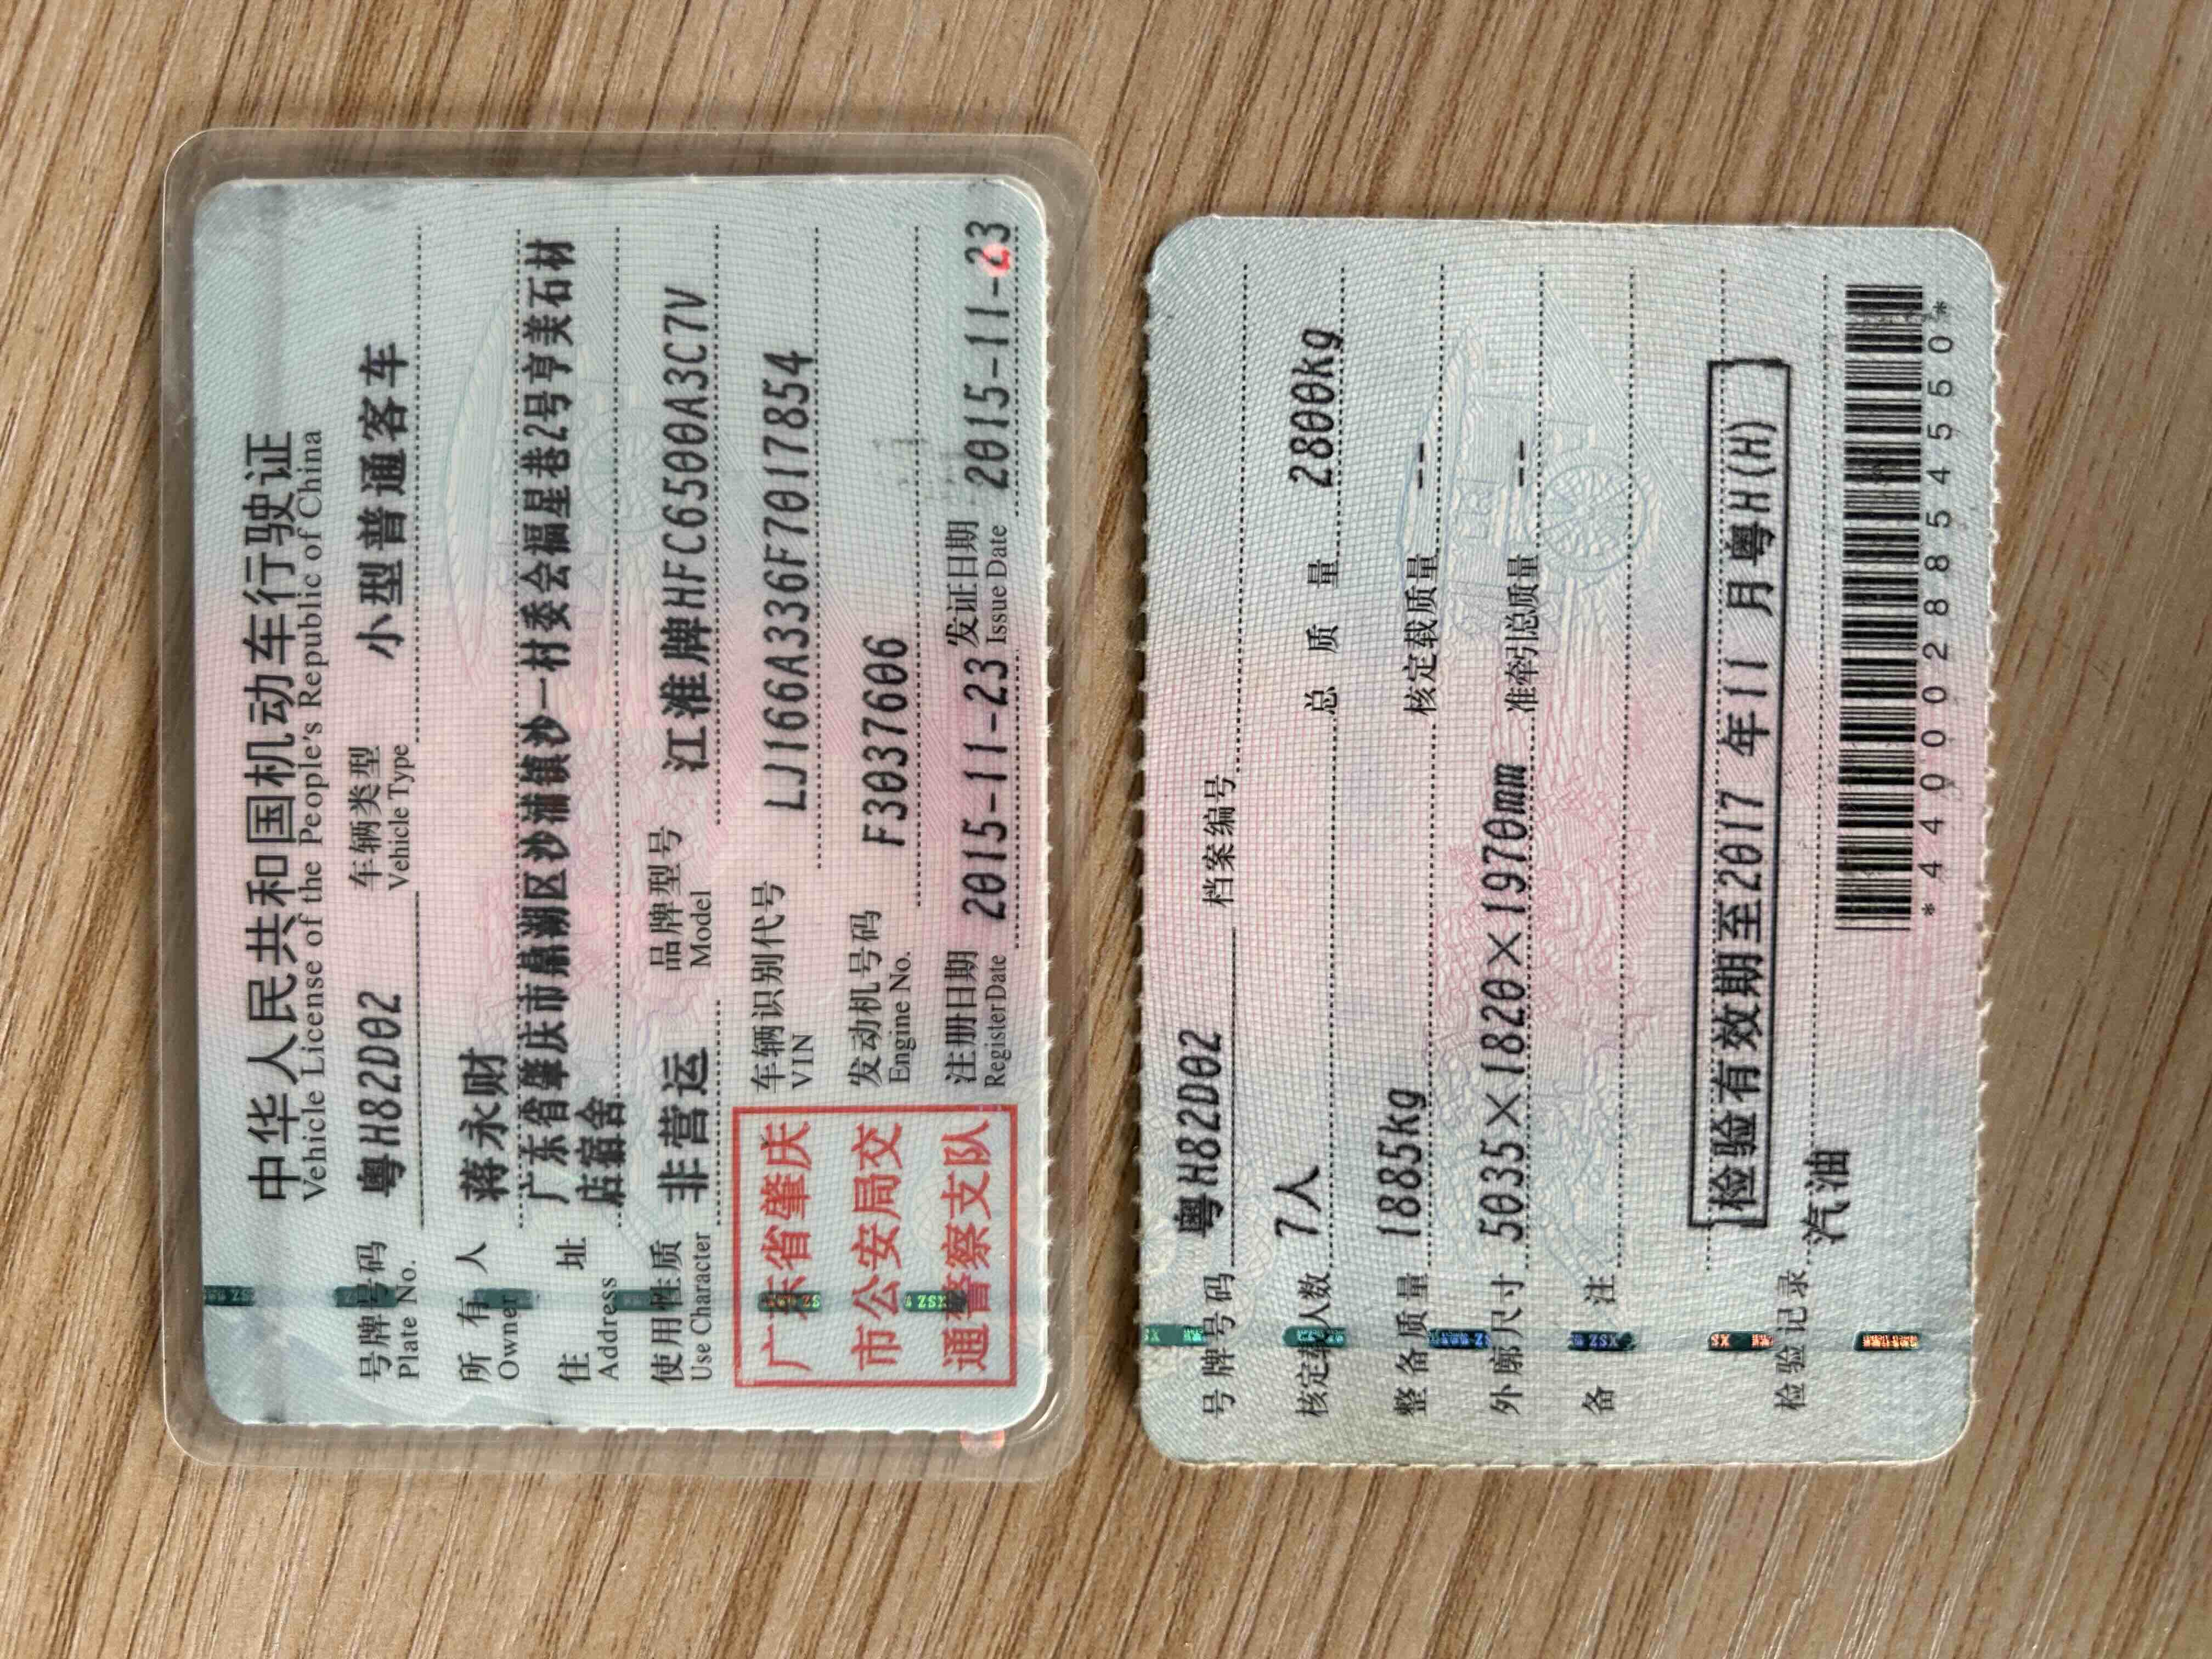 中华人民共和国机动车行驶证
Vehicle License of the People's Republic of China
号牌号码 粤H82D02 车辆类型 小型普通客车
Plate No. Vehicle Type
所有人 蒋永财
Owner
住址 广东省肇庆市鼎湖区沙浦镇沙一村委会福星巷2号亨美石材
店宿舍
Address
使用性质 非营运 品牌型号 江淮牌HFC6500A3C7V
Use Character Model
广东省肇庆
市公安局交
通警察支队
车辆识别代号 LJ166A336F7017854
VIN
发动机号码 F3037606
Engine No.
注册日期 2015-11-23 发证日期 2015-11-23
Register Date Issue Date
号牌号码 粤H82D02 档案编号
核定载人数 7人 总质量 2800kg
整备质量 1885kg 核定载质量 --
外廓尺寸 5035×1820×1970mm 准牵引总质量 --
备注
检验有效期至2017年11月粤H(H)
检验记录
汽油
*4400028854550*